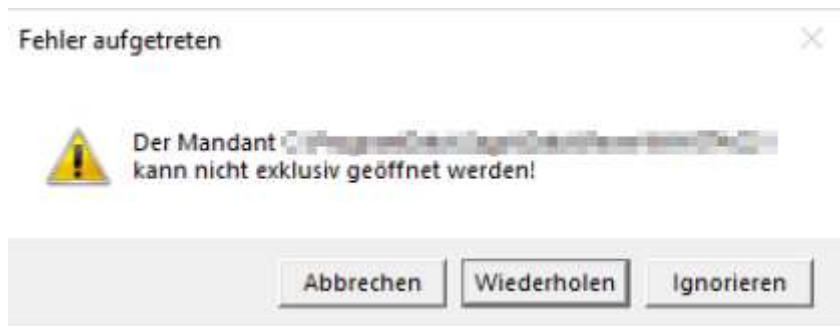 Fehler aufgetreten
Der Mandant
kann nicht exklusiv geöffnet werden!
Abbrechen Wiederholen Ignorieren